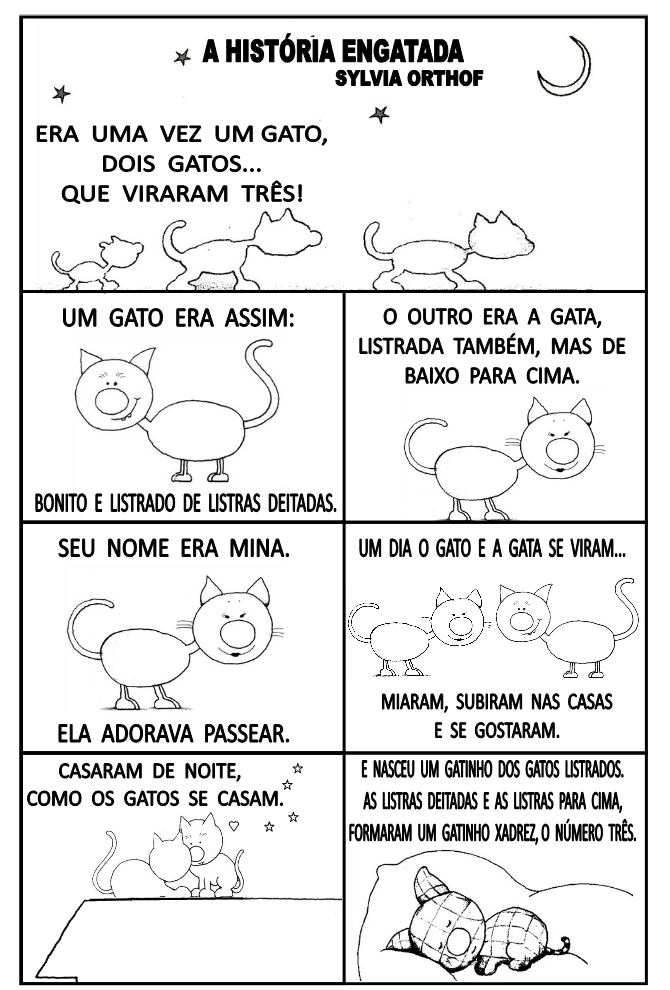 A HISTÓRIA ENGATADA
SYLVIA ORTHOF
ERA UMA VEZ UM GATO,
DOIS GATOS...
QUE VIRARAM TRÊS!
UM GATO ERA ASSIM:
BONITO E LISTRADO DE LISTRAS DEITADAS.
O OUTRO ERA A GATA,
LISTRADA TAMBÉM, MAS DE
BAIXO PARA CIMA.
SEU NOME ERA MINA.
ELA ADORAVA PASSEAR.
UM DIA O GATO E A GATA SE VIRAM...
MIARAM, SUBIRAM NAS CASAS
E SE GOSTARAM.
CASARAM DE NOITE,
COMO OS GATOS SE CASAM.
E NASCEU UM GATINHO DOS GATOS LISTRADOS.
AS LISTRAS DEITADAS E AS LISTRAS PARA CIMA,
FORMARAM UM GATINHO XADREZ, O NÚMERO TRÊS.